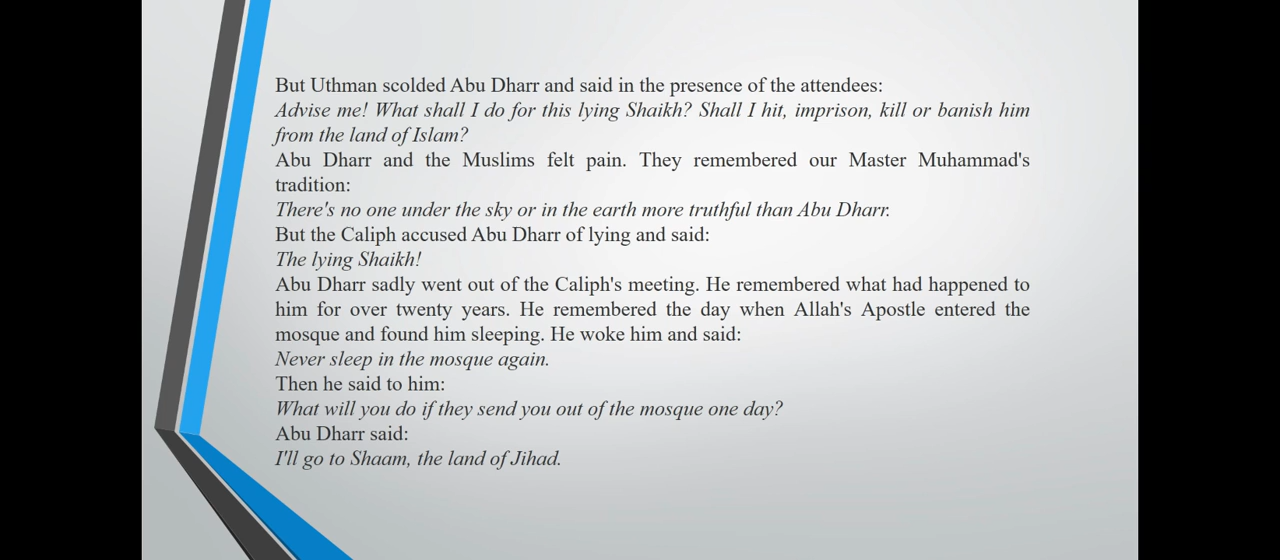 But Uthman scolded Abu Dharr and said in the presence of the attendees:
Advise me! What shall I do for this lying Shaikh? Shall I hit, imprison, kill or banish him
from the land of Islam?
Abu Dharr and the Muslims felt pain. They remembered our Master Muhammad's
tradition:
There's no one under the sky or in the earth more truthful than Abu Dharr.
But the Caliph accused Abu Dharr of lying and said:
The lying Shaikh!
Abu Dharr sadly went out of the Caliph's meeting. He remembered what had happened to
him for over twenty years. He remembered the day when Allah's Apostle entered the
mosque and found him sleeping. He woke him and said:
Never sleep in the mosque again.
Then he said to him:
What will you do if they send you out of the mosque one day?
Abu Dharr said:
I'll go to Shaam, the land of Jihad.